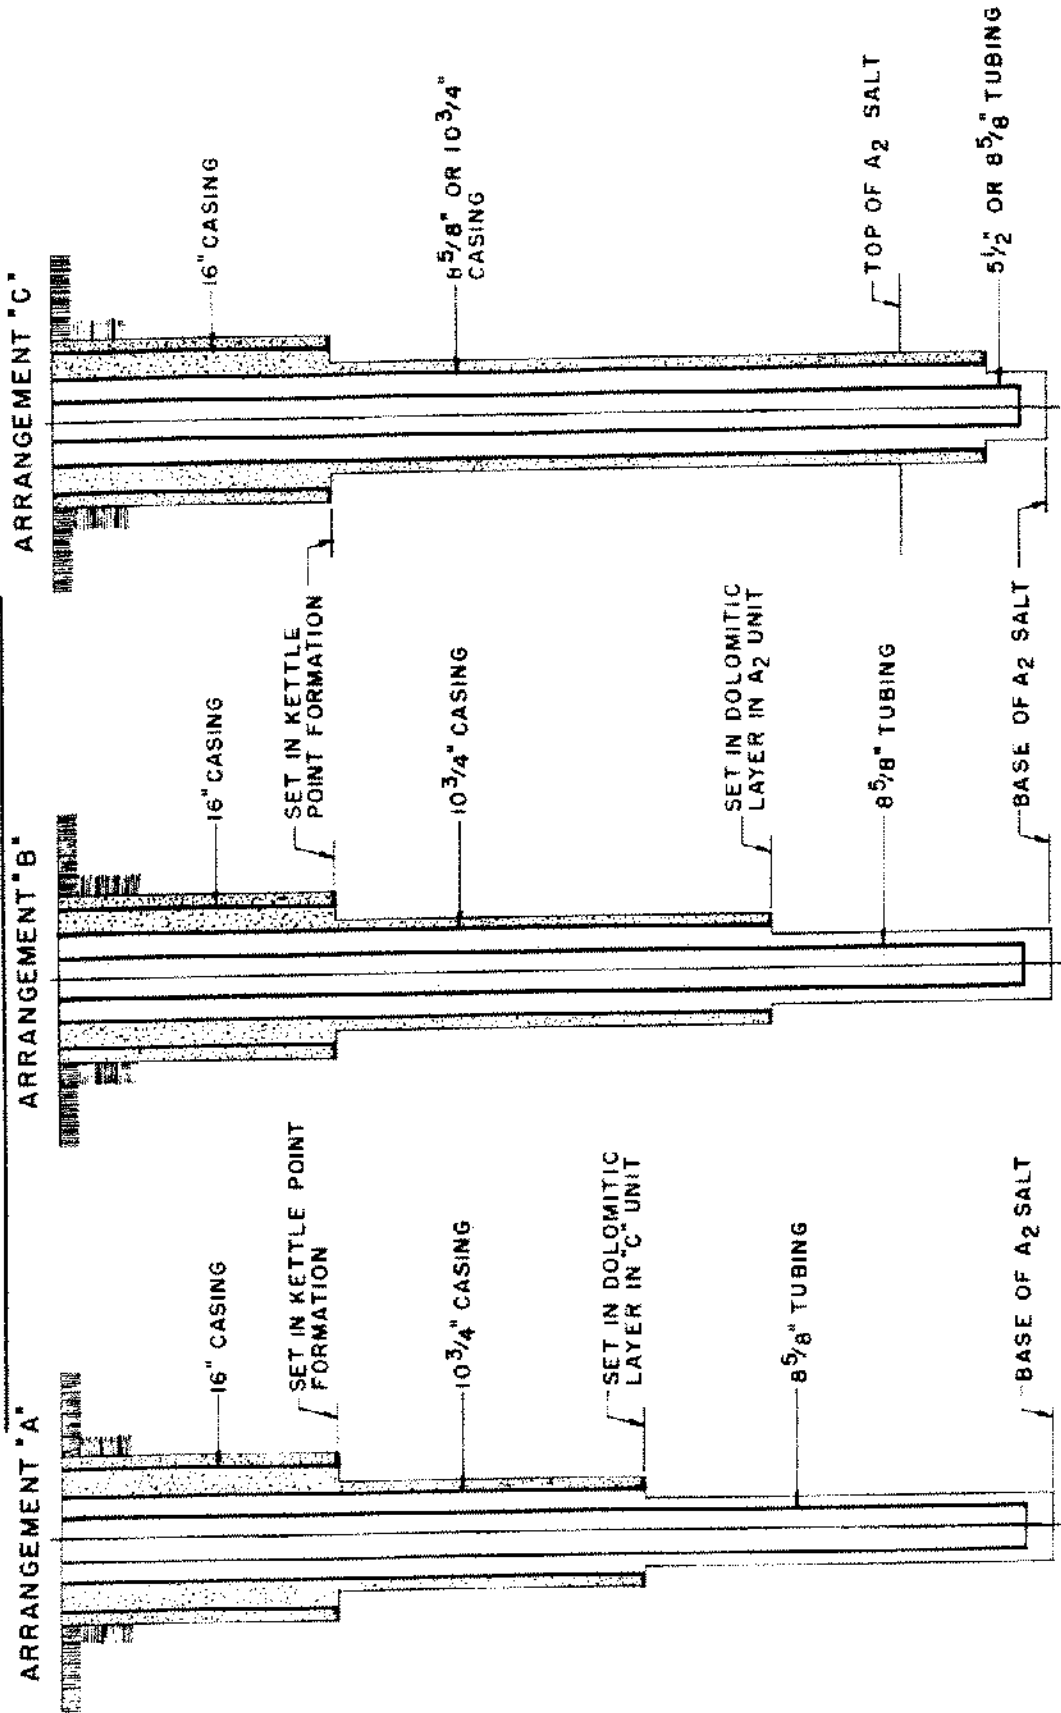 ARRANGEMENT "A"
16" CASING
SET IN KETTLE POINT
FORMATION
10 3/4" CASING
SET IN DOLOMITIC
LAYER IN "C" UNIT
8 5/8" TUBING
BASE OF A2 SALT
ARRANGEMENT "B"
16" CASING
SET IN KETTLE
POINT FORMATION
10 3/4" CASING
SET IN DOLOMITIC
LAYER IN A2 UNIT
8 5/8" TUBING
BASE OF A2 SALT
ARRANGEMENT "C"
16" CASING
8 5/8" OR 10 3/4"
CASING
TOP OF A2 SALT
5 1/2" OR 8 5/8" TUBING